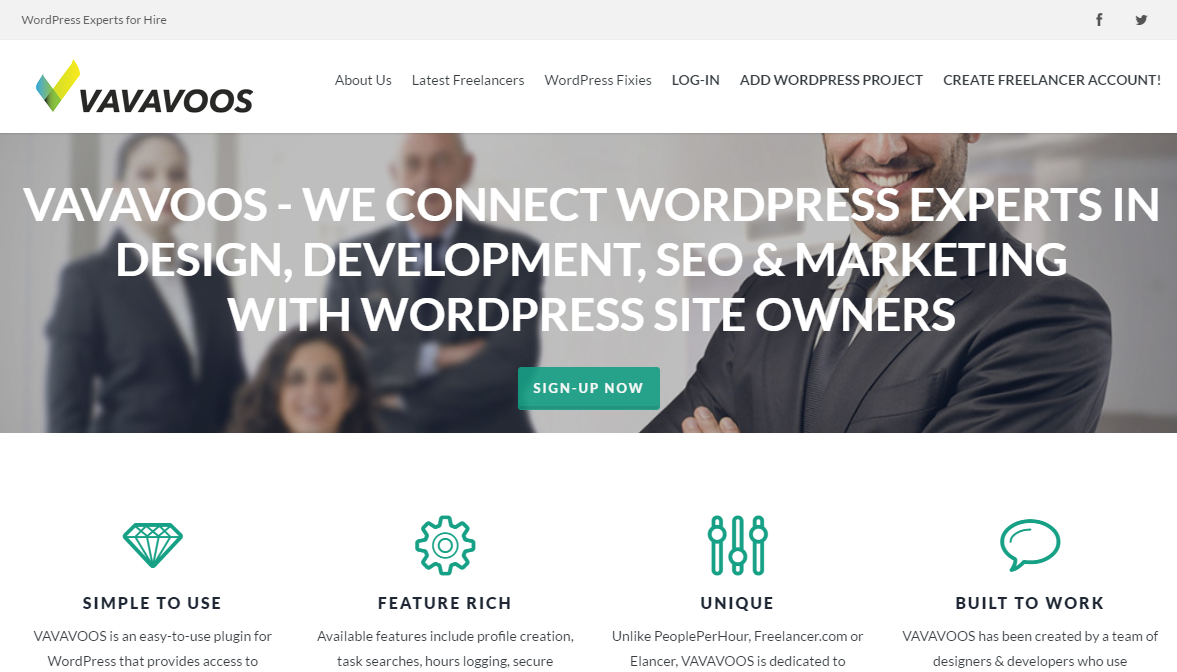 WordPress Experts for Hire
VAVAVOOS
About Us Latest Freelancers WordPress Fixies LOG-IN ADD WORDPRESS PROJECT CREATE FREELANCER ACCOUNT!
VAVAVOOS - WE CONNECT WORDPRESS EXPERTS IN
DESIGN, DEVELOPMENT, SEO & MARKETING
WITH WORDPRESS SITE OWNERS
SIGN-UP NOW
SIMPLE TO USE
VAVAVOOS is an easy-to-use plugin for
WordPress that provides access to
FEATURE RICH
Available features include profile creation,
task searches, hours logging, secure
UNIQUE
Unlike PeoplePerHour, Freelancer.com or
Elancer, VAVAVOOS is dedicated to
BUILT TO WORK
VAVAVOOS has been created by a team of
designers & developers who use